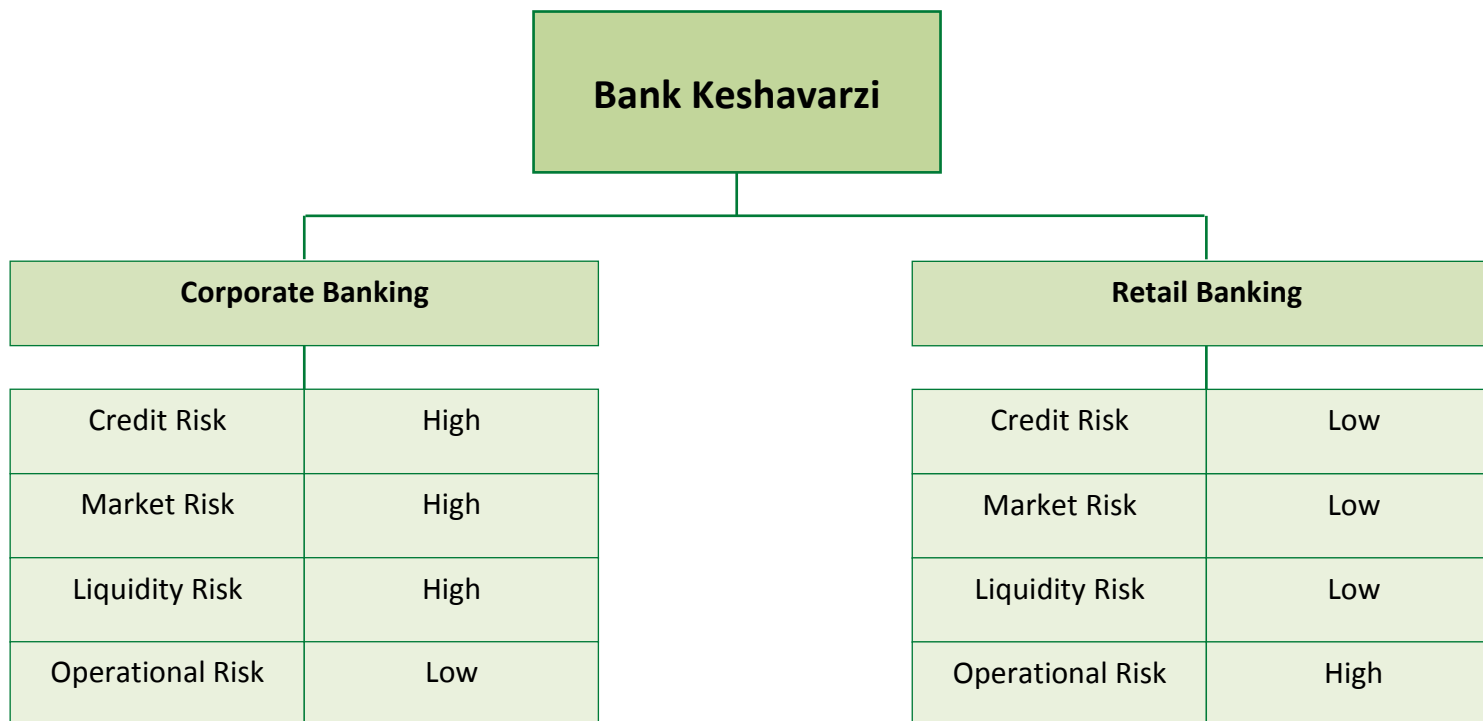 Bank Keshavarzi
Corporate Banking
Credit Risk High
Market Risk High
Liquidity Risk High
Operational Risk Low
Retail Banking
Credit Risk Low
Market Risk Low
Liquidity Risk Low
Operational Risk High